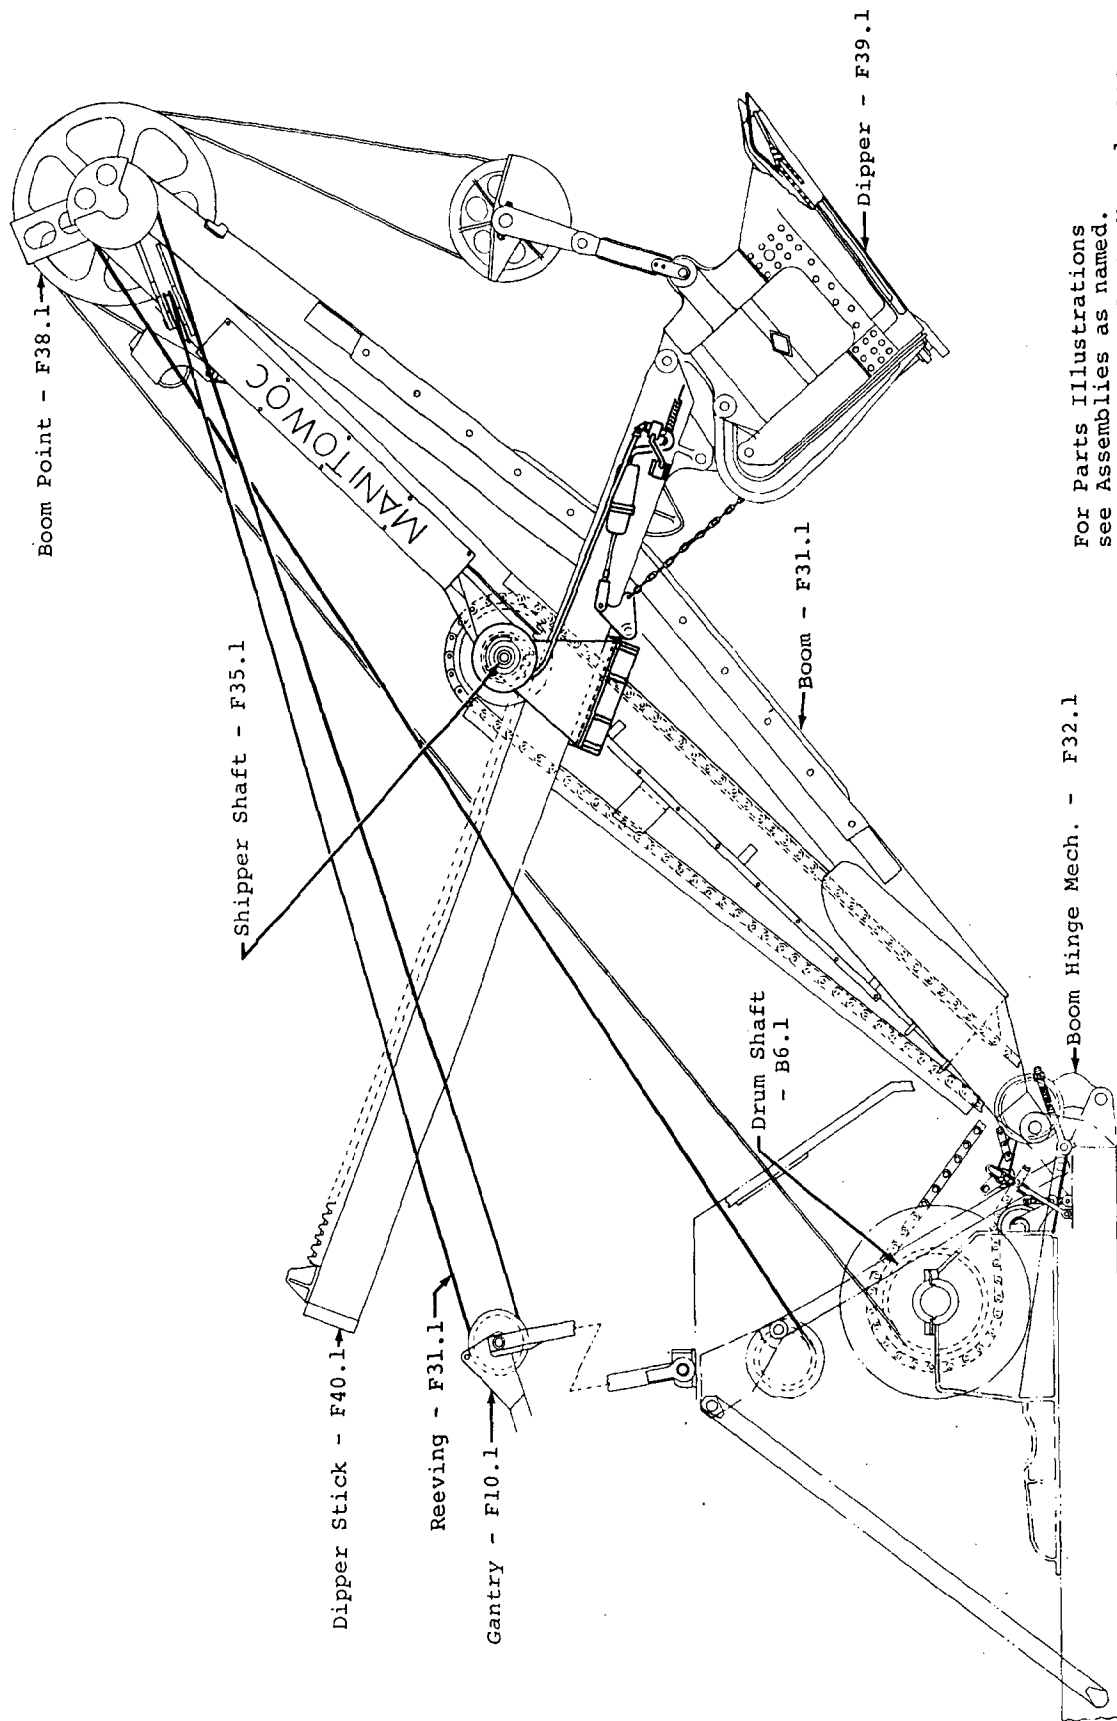 Boom Point - F38.1
Shipper Shaft - F35.1
Dipper Stick - F40.1
Reeving - F31.1
Gantry - F10.1
MANITOWOC
Dipper - F39.1
Boom - F31.1
Drum Shaft
- B6.1
Boom Hinge Mech. - F32.1
For Parts Illustrations
see Assemblies as named.